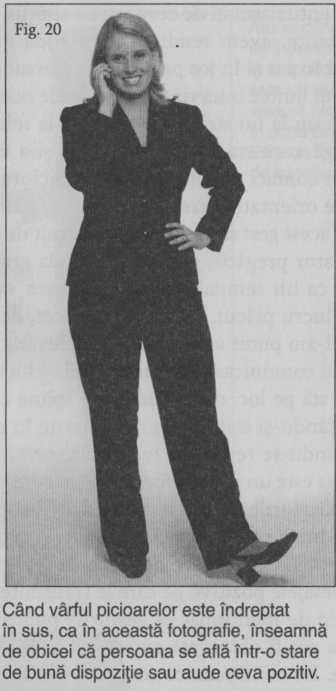 Fig. 20
Când vârful picioarelor este îndreptat
în sus, ca în această fotografie, înseamnă
de obicei că persoana se află într-o stare
de bună dispoziţie sau aude ceva pozitiv.